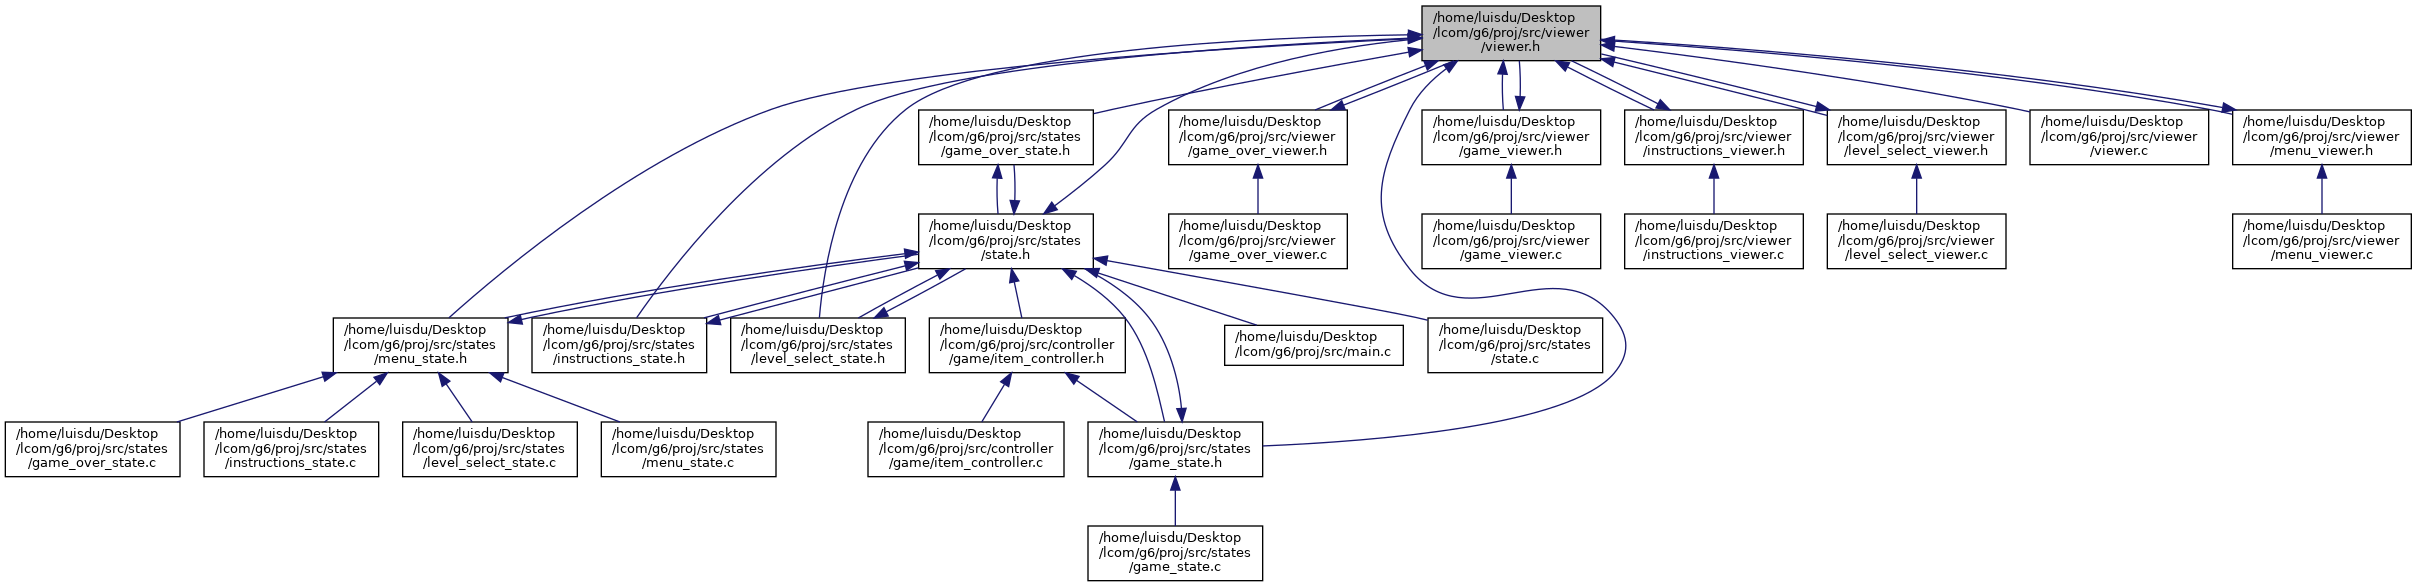 /home/luisdu/Desktop
/lcom/g6/proj/src/viewer
/viewer.h
/home/luisdu/Desktop
/lcom/g6/proj/src/states
/game_over_state.h
/home/luisdu/Desktop
/lcom/g6/proj/src/viewer
/game_over_viewer.h
/home/luisdu/Desktop
/lcom/g6/proj/src/viewer
/game_viewer.h
/home/luisdu/Desktop
/lcom/g6/proj/src/viewer
/instructions_viewer.h
/home/luisdu/Desktop
/lcom/g6/proj/src/viewer
/level_select_viewer.h
/home/luisdu/Desktop
/lcom/g6/proj/src/viewer
/viewer.c
/home/luisdu/Desktop
/lcom/g6/proj/src/viewer
/menu_viewer.h
/home/luisdu/Desktop
/lcom/g6/proj/src/states
/state.h
/home/luisdu/Desktop
/lcom/g6/proj/src/viewer
/game_over_viewer.c
/home/luisdu/Desktop
/lcom/g6/proj/src/viewer
/game_viewer.c
/home/luisdu/Desktop
/lcom/g6/proj/src/viewer
/instructions_viewer.c
/home/luisdu/Desktop
/lcom/g6/proj/src/viewer
/level_select_viewer.c
/home/luisdu/Desktop
/lcom/g6/proj/src/viewer
/menu_viewer.c
/home/luisdu/Desktop
/lcom/g6/proj/src/states
/menu_state.h
/home/luisdu/Desktop
/lcom/g6/proj/src/states
/instructions_state.h
/home/luisdu/Desktop
/lcom/g6/proj/src/states
/level_select_state.h
/home/luisdu/Desktop
/lcom/g6/proj/src/controller
/game/item_controller.h
/home/luisdu/Desktop
/lcom/g6/proj/src/main.c
/home/luisdu/Desktop
/lcom/g6/proj/src/states
/state.c
/home/luisdu/Desktop
/lcom/g6/proj/src/states
/game_over_state.c
/home/luisdu/Desktop
/lcom/g6/proj/src/states
/instructions_state.c
/home/luisdu/Desktop
/lcom/g6/proj/src/states
/level_select_state.c
/home/luisdu/Desktop
/lcom/g6/proj/src/states
/menu_state.c
/home/luisdu/Desktop
/lcom/g6/proj/src/controller
/game/item_controller.c
/home/luisdu/Desktop
/lcom/g6/proj/src/states
/game_state.h
/home/luisdu/Desktop
/lcom/g6/proj/src/states
/game_state.c